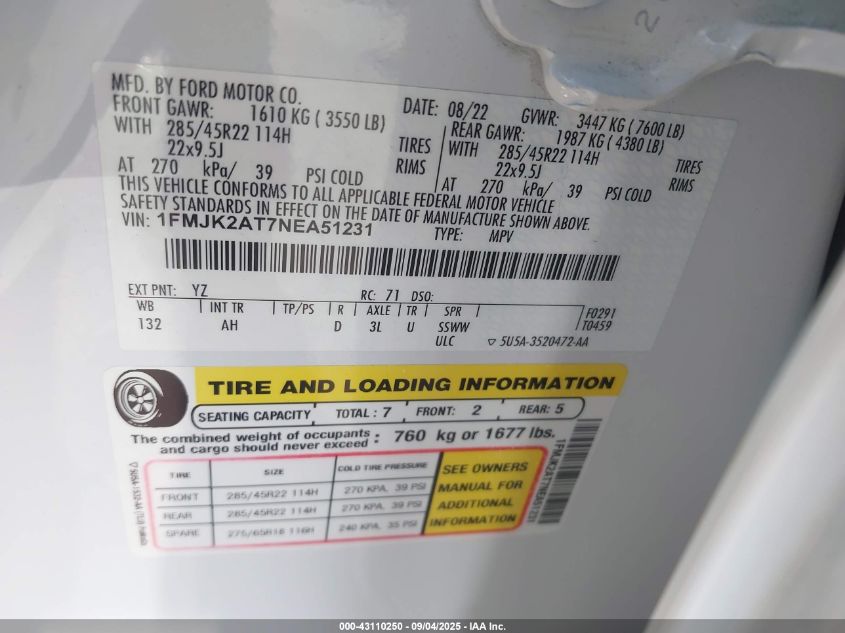 MFD. BY FORD MOTOR CO.
DATE: 08/22 GVWR: 3447 KG ( 7600 LB)
FRONT GAWR: 1610 KG ( 3550 LB) REAR GAWR: 1987 KG ( 4380 LB)
WITH 285/45R22 114H TIRES WITH 285/45R22 114H TIRES
22x9.5J RIMS 22x9.5J RIMS
AT 270 kPa/ 39 PSI COLD AT 270 kPa/ 39 PSI COLD
THIS VEHICLE CONFORMS TO ALL APPLICABLE FEDERAL MOTOR VEHICLE
SAFETY STANDARDS IN EFFECT ON THE DATE OF MANUFACTURE SHOWN ABOVE.
VIN: 1FMJK2AT7NEA51231 TYPE: MPV
EXT PNT: YZ RC: 71 DSO:
WB INT TR TP/PS R AXLE TR SPR F0291
132 AH D 3L U SSWW T0459
ULC ▽ 5U5A-3520472-AA
TIRE AND LOADING INFORMATION
SEATING CAPACITY TOTAL : 7 FRONT: 2 REAR: 5
The combined weight of occupants
and cargo should never exceed : 760 kg or 1677 lbs.
TIRE SIZE COLD TIRE PRESSURE
FRONT 285/45R22 114H 270 KPA, 39 PSI
REAR 285/45R22 114H 270 KPA, 39 PSI
SPARE 275/65R18 116H 240 KPA, 35 PSI
SEE OWNERS
MANUAL FOR
ADDITIONAL
INFORMATION
1FMJK2AT7NEA51231
000-43110250 - 09/04/2025 - IAA Inc.